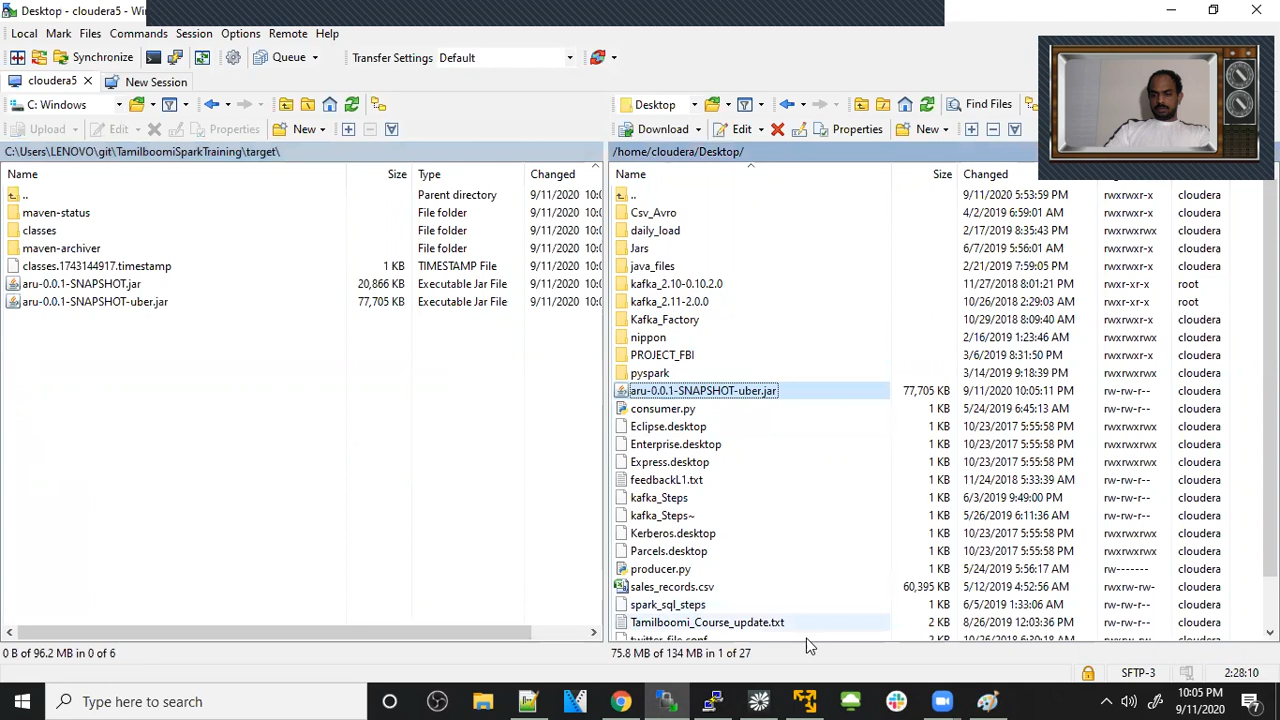 Desktop - cloudera5 - Win
Local Mark Files Commands Session Options Remote Help
Synchronize Queue Transfer Settings Default
cloudera5 New Session
C: Windows
Desktop Find Files
Upload Edit Properties New
Download Edit Properties New
C:\Users\LENOVO\git\TamilboomiSparkTraining\target\
/home/cloudera/Desktop/
Name Size Type Changed
.. Parent directory 9/11/2020 10:0
maven-status File folder 9/11/2020 10:0
classes File folder 9/11/2020 10:0
maven-archiver File folder 9/11/2020 10:0
classes.1743144917.timestamp 1 KB TIMESTAMP File 9/11/2020 10:0
aru-0.0.1-SNAPSHOT.jar 20,866 KB Executable Jar File 9/11/2020 10:0
aru-0.0.1-SNAPSHOT-uber.jar 77,705 KB Executable Jar File 9/11/2020 10:0
Name Size Changed
.. 9/11/2020 5:53:59 PM rwxrwxr-x cloudera
Csv_Avro 4/2/2019 6:59:01 AM rwxrwxr-x cloudera
daily_load 2/17/2019 8:35:43 PM rwxrwxrwx cloudera
Jars 6/7/2019 5:56:01 AM rwxrwxr-x cloudera
java_files 2/21/2019 7:59:05 PM rwxrwxr-x cloudera
kafka_2.10-0.10.2.0 11/27/2018 8:01:21 PM rwxr-xr-x root
kafka_2.11-2.0.0 10/26/2018 2:29:03 AM rwxr-xr-x root
Kafka_Factory 10/29/2018 8:09:40 AM rwxrwxr-x cloudera
nippon 2/16/2019 1:23:46 AM rwxrwxr-x cloudera
PROJECT_FBI 3/6/2019 8:31:50 PM rwxrwxr-x cloudera
pyspark 3/14/2019 9:18:39 PM rwxrwxr-x cloudera
aru-0.0.1-SNAPSHOT-uber.jar 77,705 KB 9/11/2020 10:05:11 PM rw-rw-r-- cloudera
consumer.py 1 KB 5/24/2019 6:45:13 AM rw-rw-r-- cloudera
Eclipse.desktop 1 KB 10/23/2017 5:55:58 PM rwxrwxrwx cloudera
Enterprise.desktop 1 KB 10/23/2017 5:55:58 PM rwxrwxrwx cloudera
Express.desktop 1 KB 10/23/2017 5:55:58 PM rwxrwxrwx cloudera
feedbackL1.txt 1 KB 11/24/2018 5:33:39 AM rw-rw-r-- cloudera
kafka_Steps 1 KB 6/3/2019 9:49:00 PM rw-rw-r-- cloudera
kafka_Steps~ 1 KB 5/26/2019 6:11:36 AM rw-rw-r-- cloudera
Kerberos.desktop 1 KB 10/23/2017 5:55:58 PM rwxrwxrwx cloudera
Parcels.desktop 1 KB 10/23/2017 5:55:58 PM rwxrwxrwx cloudera
producer.py 1 KB 5/24/2019 5:56:17 AM rw------- cloudera
sales_records.csv 60,395 KB 5/12/2019 4:52:56 AM rwxrw-rw- cloudera
spark_sql_steps 1 KB 6/5/2019 1:33:06 AM rw-rw-r-- cloudera
Tamilboomi_Course_update.txt 2 KB 8/26/2019 12:03:36 PM rw-rw-r-- cloudera
twitter_file.conf 2 KB 10/26/2018 6:30:18 AM rw-rw-r-- cloudera
0 B of 96.2 MB in 0 of 6
75.8 MB of 134 MB in 1 of 27
SFTP-3 2:28:10
Type here to search
10:05 PM
9/11/2020
7